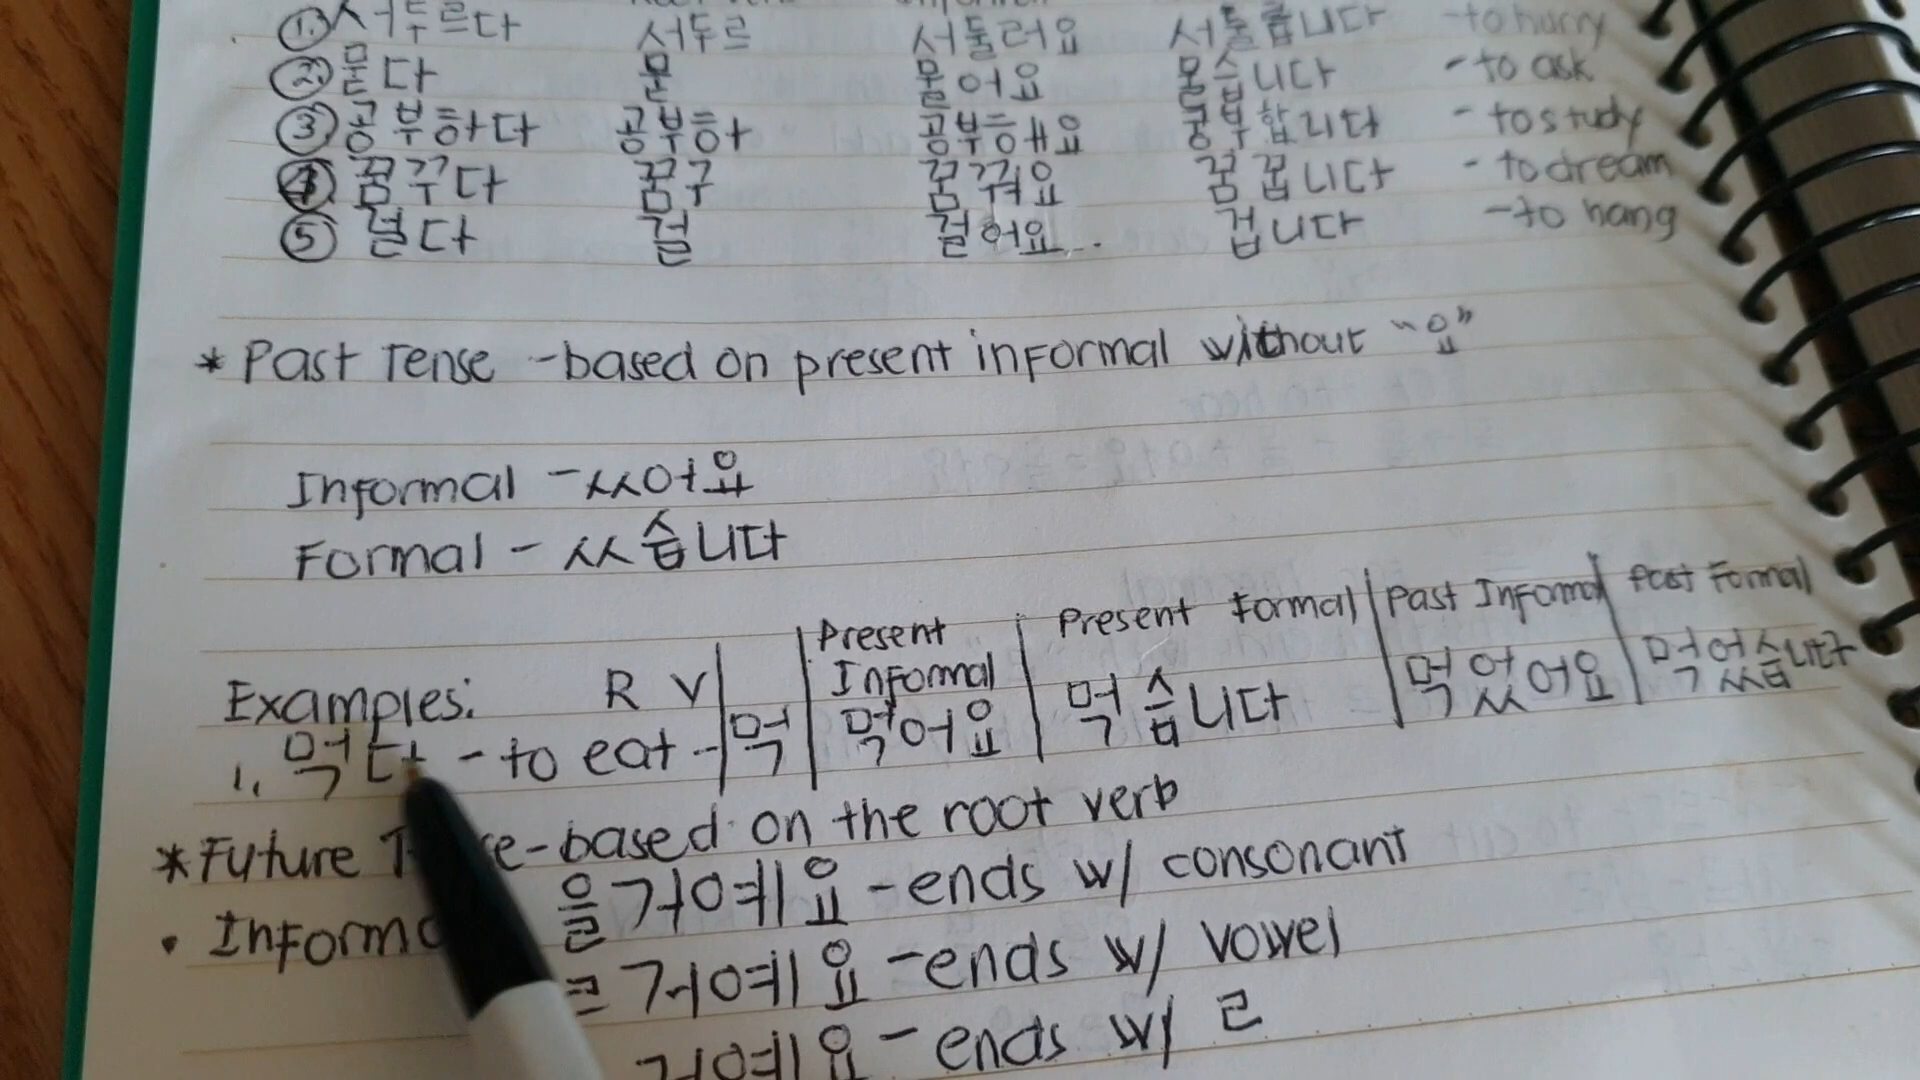 ① 서두르다 서두르 서둘러요 서둘릅니다 - to hurry
② 묻다 묻 물어요 묻습니다 - to ask
③ 공부하다 공부하 공부해요 공부합니다 - to study
④ 꿈꾸다 꿈꾸 꿈꿔요 꿈꿉니다 - to dream
⑤ 걸다 걸 걸어요 겁니다 - to hang
* Past Tense - based on present informal without "요"
Informal - ㅆ어요
Formal - ㅆ습니다
Examples: R V | Present Informal | Present Formal | Past Informal | Past Formal
1. 먹다 - to eat - | 먹 | 먹어요 | 먹습니다 | 먹었어요 | 먹었습니다
* Future - based on the root verb
• 을거예요 - ends w/ consonant
ㄹ거예요 - ends w/ vowel
거예요 - ends w/ ㄹ